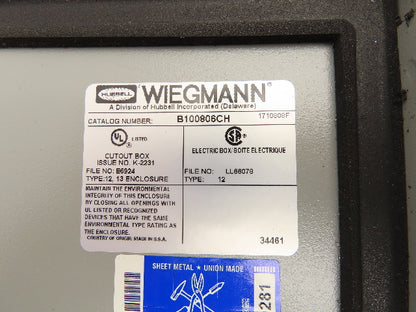 HUBBELL WIEGMANN®
A Division of Hubbell Incorporated (Delaware)
CATALOG NUMBER: B100806CH 1710808F
UL LISTED
CUTOUT BOX
ISSUE NO. K-2231
FILE NO: E6924
TYPE:12, 13 ENCLOSURE
ELECTRIC BOX/BOITE ELECTRIQUE
FILE NO: LL66078
TYPE: 12
MAINTAIN THE ENVIRONMENTAL
INTEGRITY OF THIS ENCLOSURE
BY CLOSING ALL OPENINGS WITH
UL LISTED OR RECOGNIZED
DEVICES THAT HAVE THE SAME
ENVIRONMENTAL TYPE RATING AS
THE ENCLOSURE.
COUNTRY OF ORIGIN: MADE IN U.S.A.
34461
SHEET METAL ★ UNION MADE
281